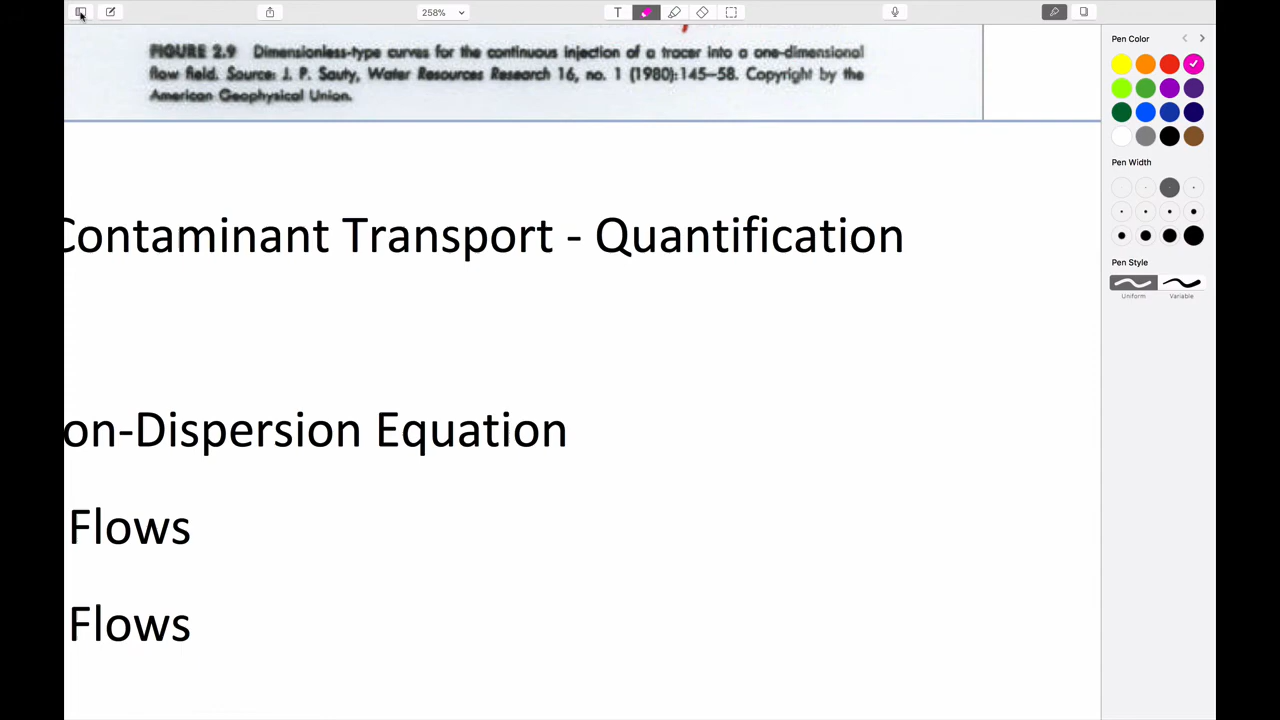 258%
T
Pen Color
FIGURE 2.9 Dimensionless-type curves for the continuous injection of a tracer into a one-dimensional
flow field. Source: J. P. Sauty, Water Resources Research 16, no. 1 (1980):145–58. Copyright by the
American Geophysical Union.
Pen Width
Contaminant Transport - Quantification
Pen Style
Uniform
Variable
on-Dispersion Equation
Flows
Flows